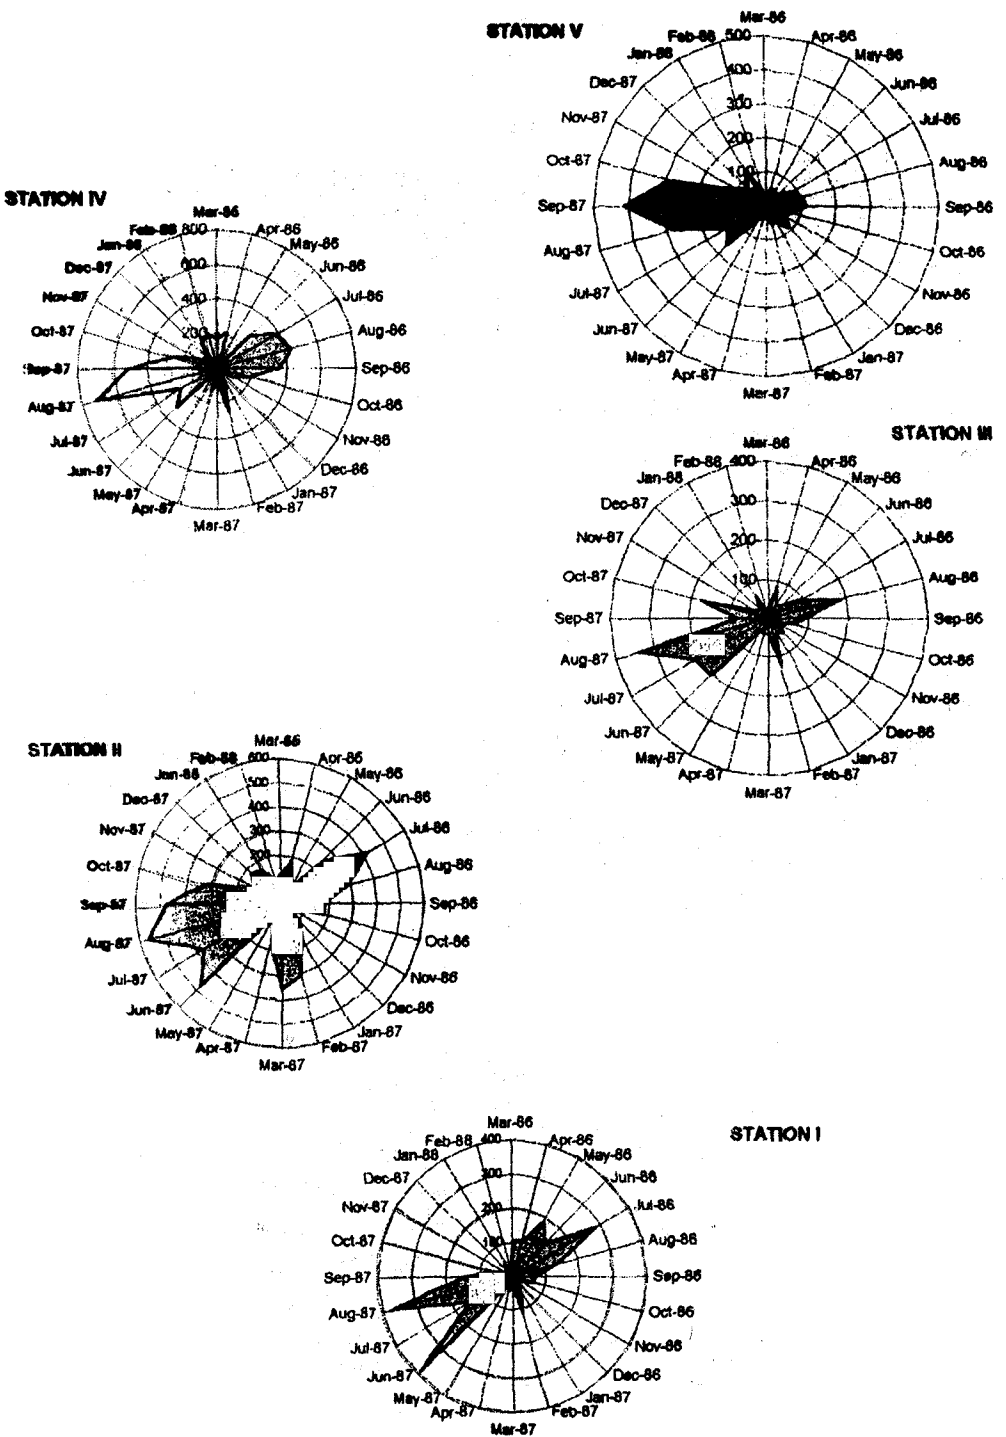 STATION V
Mar-86
Apr-86
May-86
Jun-86
Jul-86
Aug-86
Sep-86
Oct-86
Nov-86
Dec-86
Jan-87
Feb-87
Mar-87
Apr-87
May-87
Jun-87
Jul-87
Aug-87
Sep-87
Oct-87
Nov-87
Dec-87
Jan-88
Feb-88
500
400
300
200
100
STATION IV
Mar-86
Apr-86
May-86
Jun-86
Jul-86
Aug-86
Sep-86
Oct-86
Nov-86
Dec-86
Jan-87
Feb-87
Mar-87
Apr-87
May-87
Jun-87
Jul-87
Aug-87
Sep-87
Oct-87
Nov-87
Dec-87
Jan-88
Feb-88
800
600
400
200
STATION III
Mar-86
Apr-86
May-86
Jun-86
Jul-86
Aug-86
Sep-86
Oct-86
Nov-86
Dec-86
Jan-87
Feb-87
Mar-87
Apr-87
May-87
Jun-87
Jul-87
Aug-87
Sep-87
Oct-87
Nov-87
Dec-87
Jan-88
Feb-88
400
300
200
100
STATION II
Mar-86
Apr-86
May-86
Jun-86
Jul-86
Aug-86
Sep-86
Oct-86
Nov-86
Dec-86
Jan-87
Feb-87
Mar-87
Apr-87
May-87
Jun-87
Jul-87
Aug-87
Sep-87
Oct-87
Nov-87
Dec-87
Jan-88
Feb-88
600
500
400
300
200
STATION I
Mar-86
Apr-86
May-86
Jun-86
Jul-86
Aug-86
Sep-86
Oct-86
Nov-86
Dec-86
Jan-87
Feb-87
Mar-87
Apr-87
May-87
Jun-87
Jul-87
Aug-87
Sep-87
Oct-87
Nov-87
Dec-87
Jan-88
Feb-88
400
300
200
100